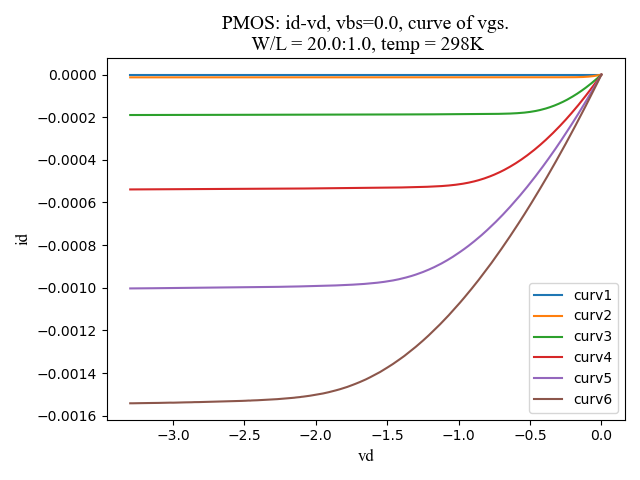 PMOS: id-vd, vbs=0.0, curve of vgs.
W/L = 20.0:1.0, temp = 298K
0.0000
−0.0002
−0.0004
−0.0006
−0.0008
−0.0010
−0.0012
−0.0014
−0.0016
id
curv1
curv2
curv3
curv4
curv5
curv6
−3.0 −2.5 −2.0 −1.5 −1.0 −0.5 0.0
vd